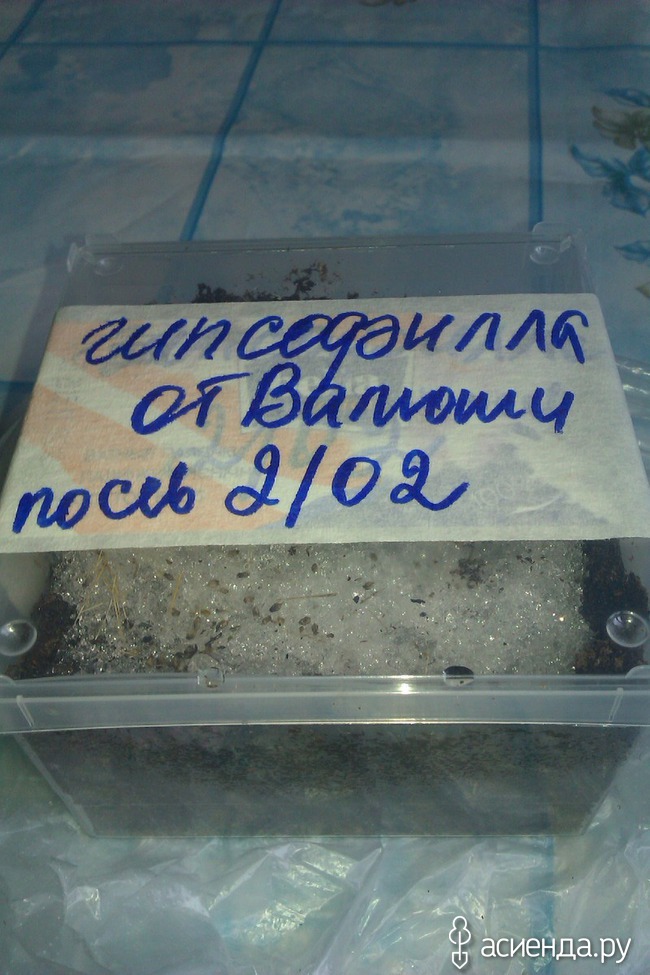 гипсофилла
от Валюши
посев 2/02
асиенда.ру